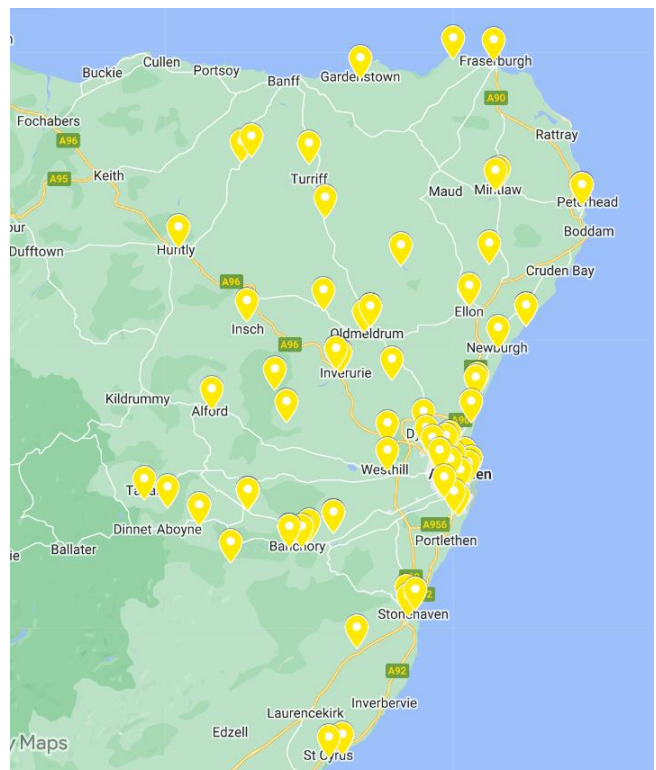 Gardenstown
Fraserburgh
Cullen
Buckie
Portsoy
Banff
A90
Fochabers
Rattray
A96
Keith
Turriff
A95
Maud
Mintlaw
Peterhead
Boddam
Huntly
Dufftown
Cruden Bay
A96
Ellon
Insch
Oldmeldrum
A96
Newburgh
Inverurie
Kildrummy
Alford
Westhill
Dinnet
Aboyne
A956
Banchory
Portlethen
Ballater
Stonehaven
A92
Inverbervie
Laurencekirk
Edzell
Maps
St Cyrus